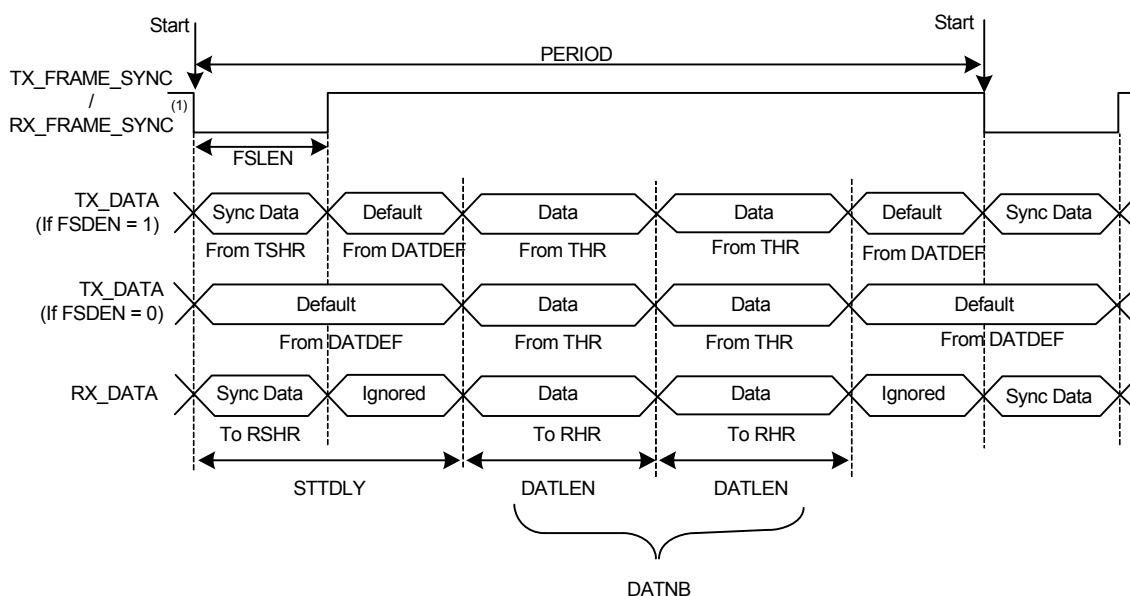 Start
Start
PERIOD
TX_FRAME_SYNC
/
RX_FRAME_SYNC
(1)
FSLEN
TX_DATA
(If FSDEN = 1)
Sync Data
Default
Data
Data
Default
Sync Data
From TSHR
From DATDEF
From THR
From THR
From DATDEF
TX_DATA
(If FSDEN = 0)
Default
Data
Data
Default
From DATDEF
From THR
From THR
From DATDEF
RX_DATA
Sync Data
Ignored
Data
Data
Ignored
Sync Data
To RSHR
To RHR
To RHR
STTDLY
DATLEN
DATLEN
DATNB